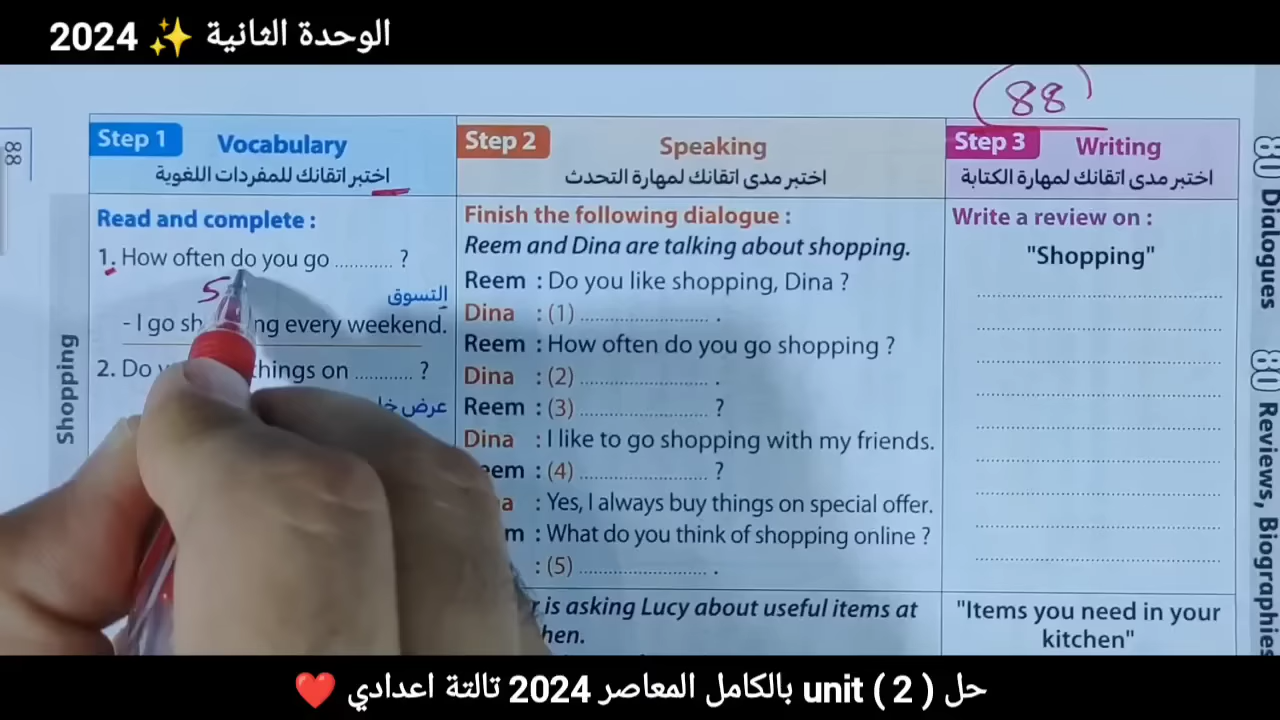 الوحدة الثانية ✨ 2024
88
88
Step 1 Vocabulary
اختبر اتقانك للمفردات اللغوية
Shopping
Read and complete :
1. How often do you go ............ ?
التسوق
S
- I go sh ng every weekend.
2. Do things on ............ ?
عرض
Step 2 Speaking
اختبر مدى اتقانك لمهارة التحدث
Finish the following dialogue :
Reem and Dina are talking about shopping.
Reem : Do you like shopping, Dina ?
Dina : (1) .......................... .
Reem : How often do you go shopping ?
Dina : (2) .......................... .
Reem : (3) .......................... ?
Dina : I like to go shopping with my friends.
eem : (4) .......................... ?
a : Yes, I always buy things on special offer.
m : What do you think of shopping online ?
: (5) .......................... .
r is asking Lucy about useful items at
hen.
Step 3 Writing
اختبر مدى اتقانك لمهارة الكتابة
Write a review on :
"Shopping"
"Items you need in your
kitchen"
80 Dialogues
80 Reviews, Biographies
حل unit ( 2 ) بالكامل المعاصر 2024 تالتة اعدادي ❤️